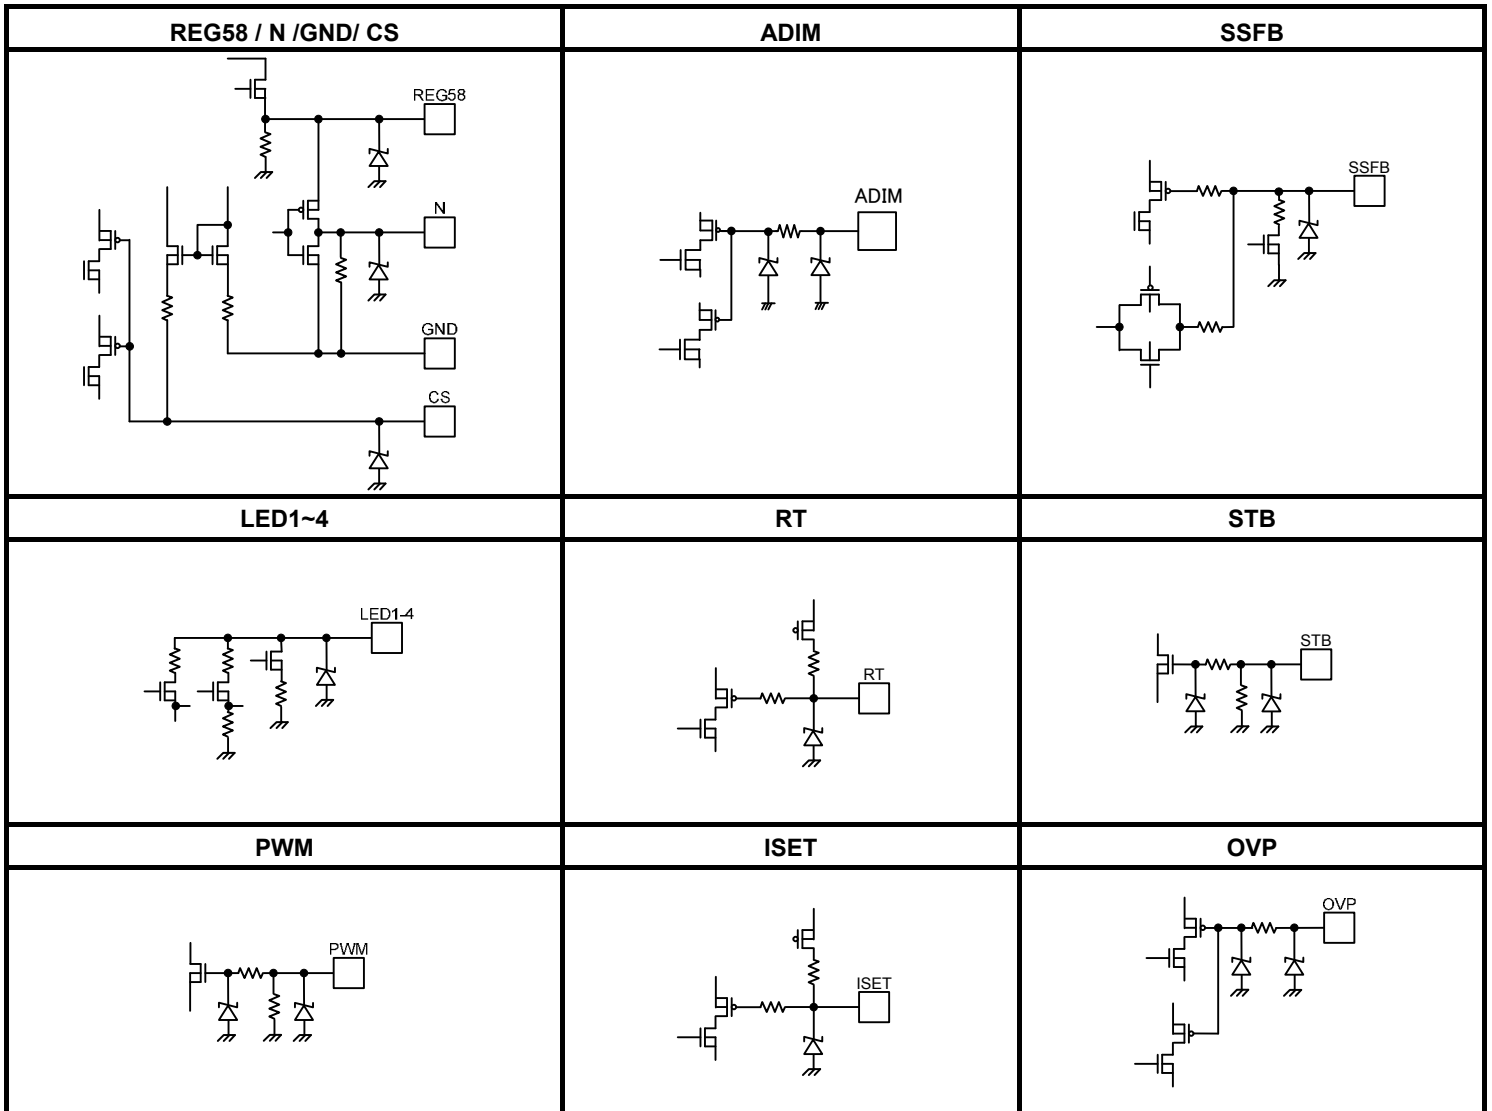 REG58 / N /GND/ CS
ADIM
SSFB
REG58
N
GND
CS
ADIM
SSFB
LED1~4
RT
STB
LED1-4
RT
STB
PWM
ISET
OVP
PWM
ISET
OVP